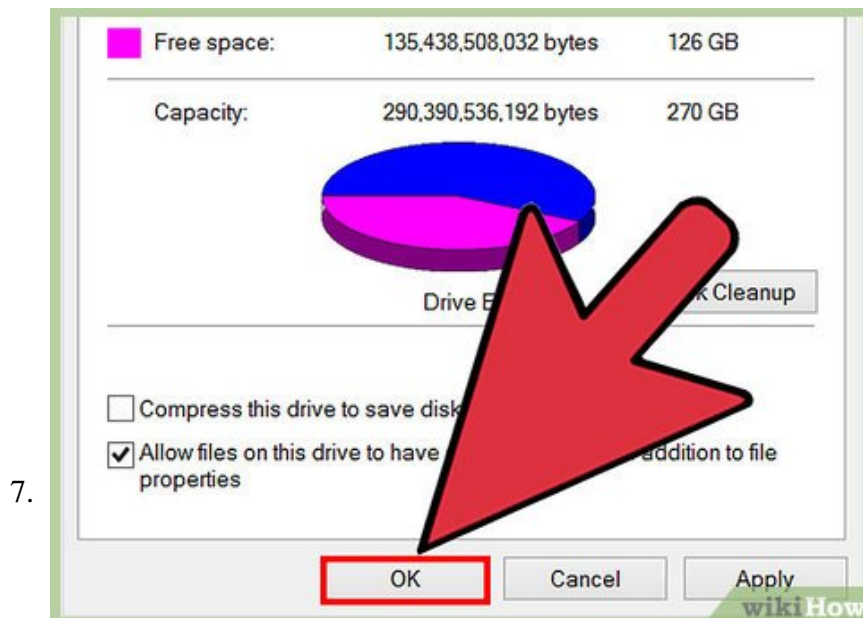 Free space: 135,438,508,032 bytes 126 GB
Capacity: 290,390,536,192 bytes 270 GB
Drive Cleanup
Compress this drive to save disk
Allow files on this drive to have addition to file
properties
7.
OK Cancel Apply
wikiHow